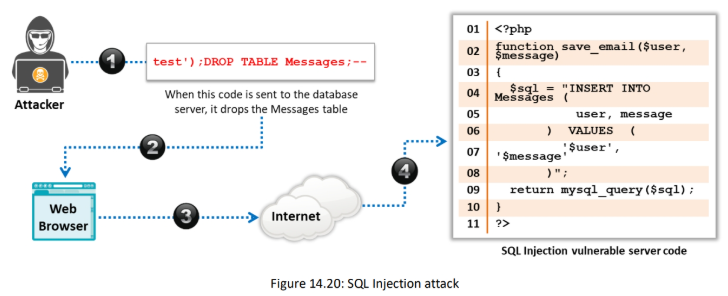 Attacker
1
test');DROP TABLE Messages;--
When this code is sent to the database
server, it drops the Messages table
2
Web
Browser
3
Internet
4
01 <?php
02 function save_email($user,
$message)
03 {
04 $sql = "INSERT INTO
Messages (
05 user, message
06 ) VALUES (
07 '$user',
'$message'
08 )";
09 return mysql_query($sql);
10 }
11 ?>
SQL Injection vulnerable server code
Figure 14.20: SQL Injection attack